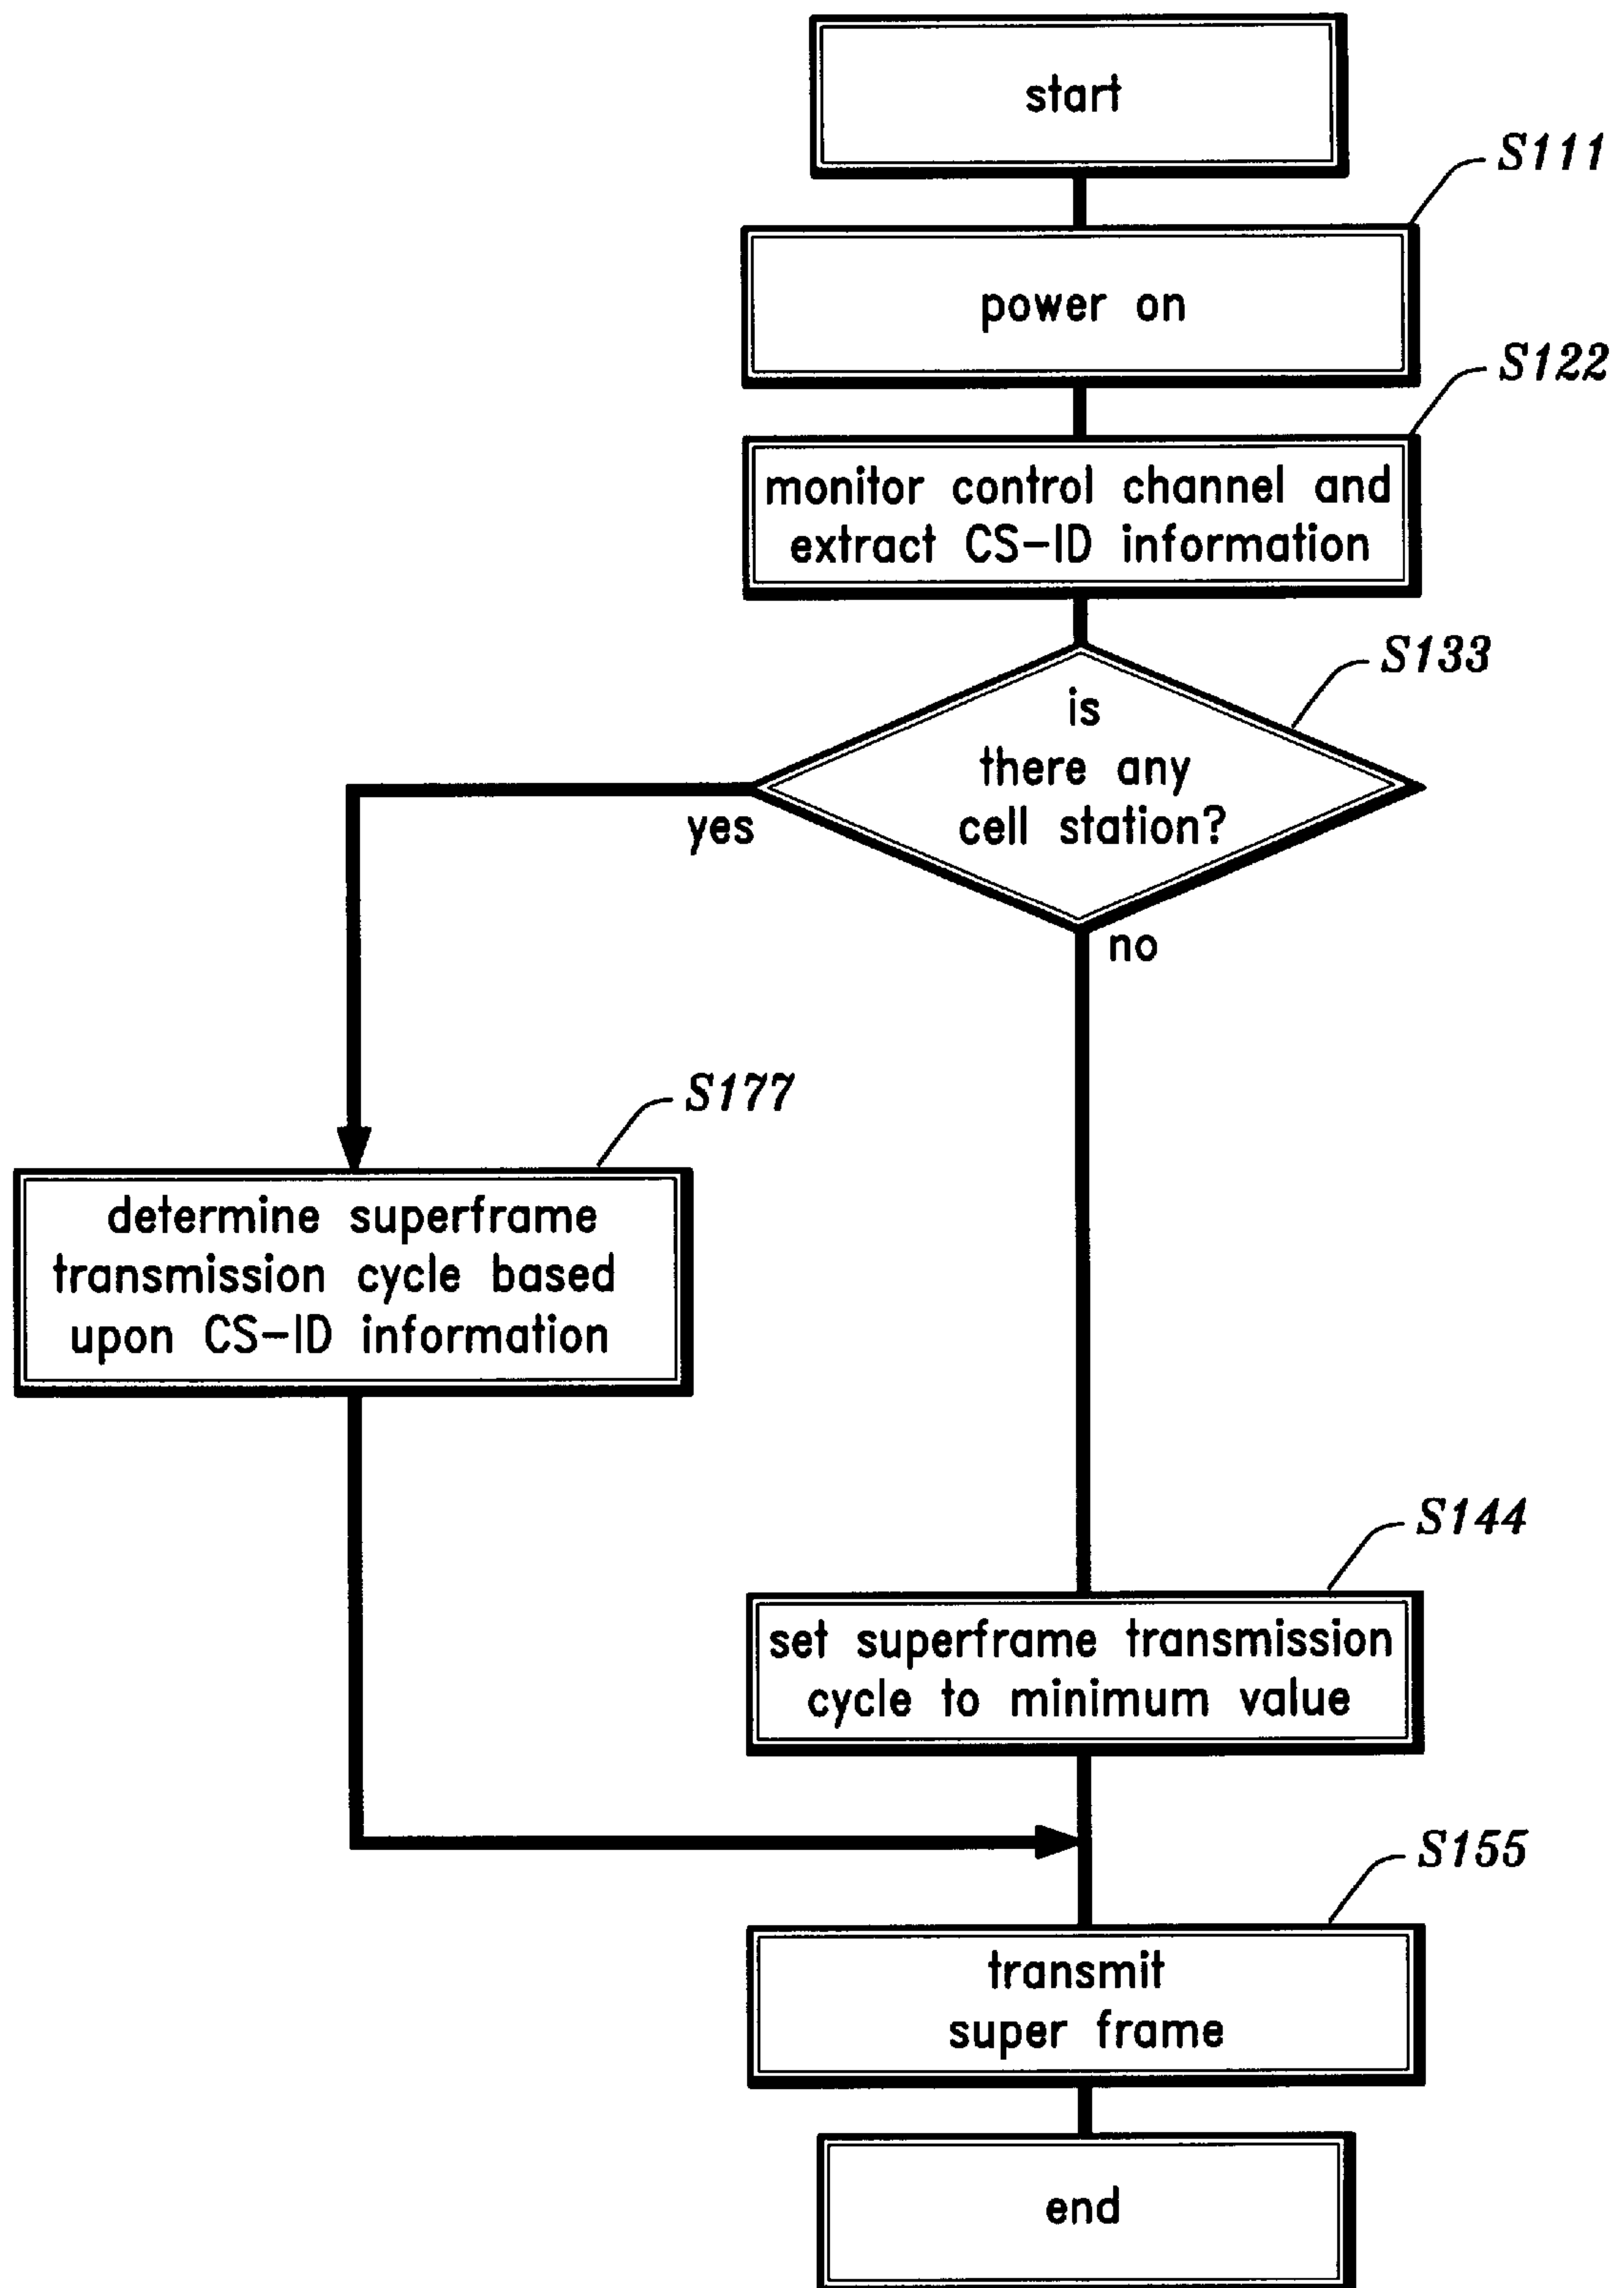 start
S111
power on
S122
monitor control channel and
extract CS-ID information
S133
is
there any
cell station?
yes
no
S177
determine superframe
transmission cycle based
upon CS-ID information
S144
set superframe transmission
cycle to minimum value
S155
transmit
super frame
end